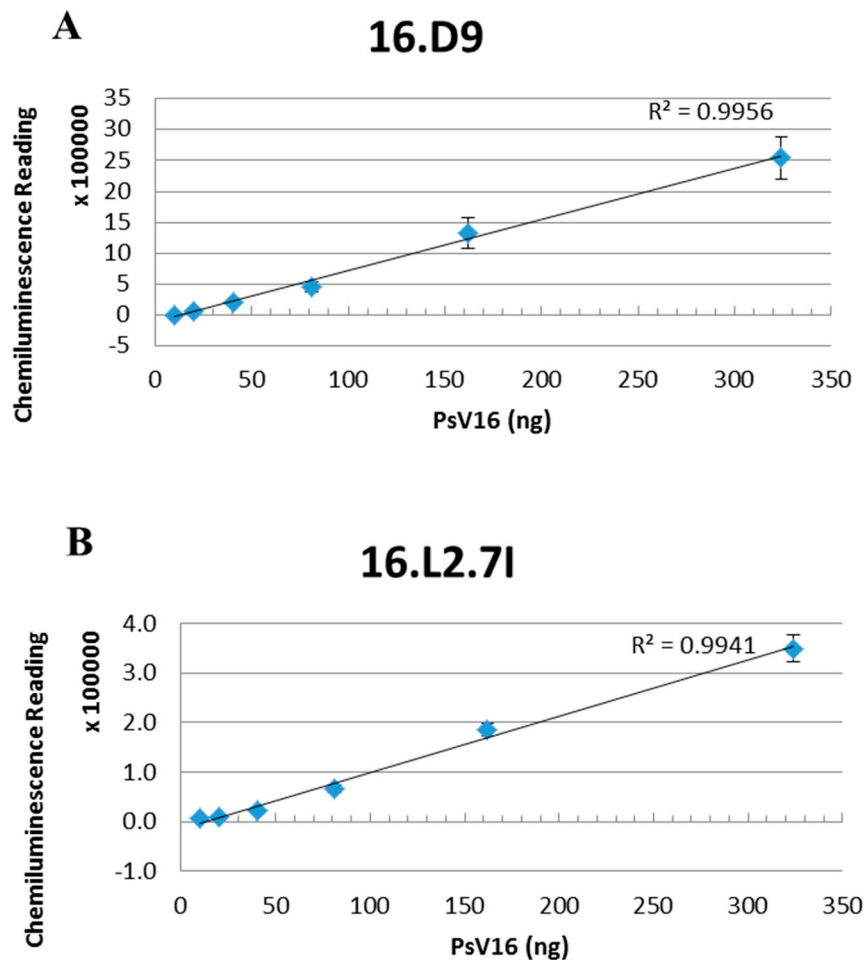 A
16.D9
Chemiluminescence Reading
x 100000
35
30
25
20
15
10
5
0
-5
R² = 0.9956
0 50 100 150 200 250 300 350
PsV16 (ng)
B
16.L2.7I
Chemiluminescence Reading
x 100000
4.0
3.0
2.0
1.0
0.0
-1.0
R² = 0.9941
0 50 100 150 200 250 300 350
PsV16 (ng)